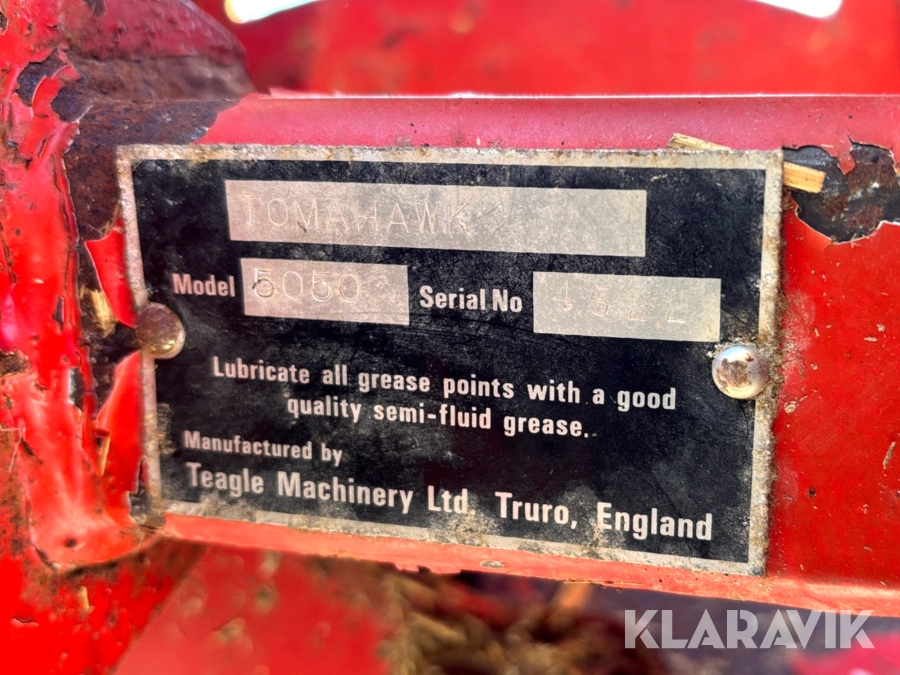 TOMAHAWK
Model 5050 Serial No
Lubricate all grease points with a good
quality semi-fluid grease.
Manufactured by
Teagle Machinery Ltd. Truro, England
KLARAVIK